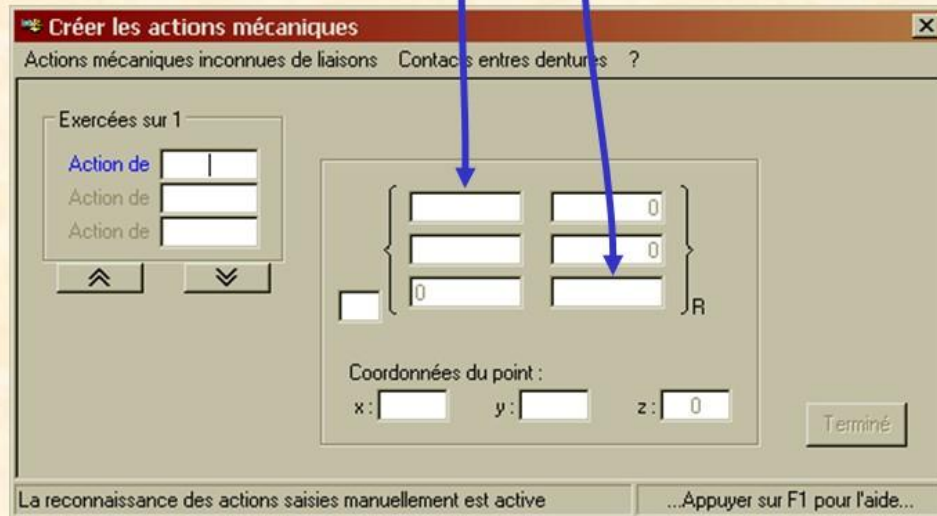 Créer les actions mécaniques
Actions mécaniques inconnues de liaisons Contacts entres dentures ?
Exercées sur 1
Action de
Action de
Action de
0
0
0
R
Coordonnées du point :
x : y : z : 0
Terminé
La reconnaissance des actions saisies manuellement est active ...Appuyer sur F1 pour l'aide...